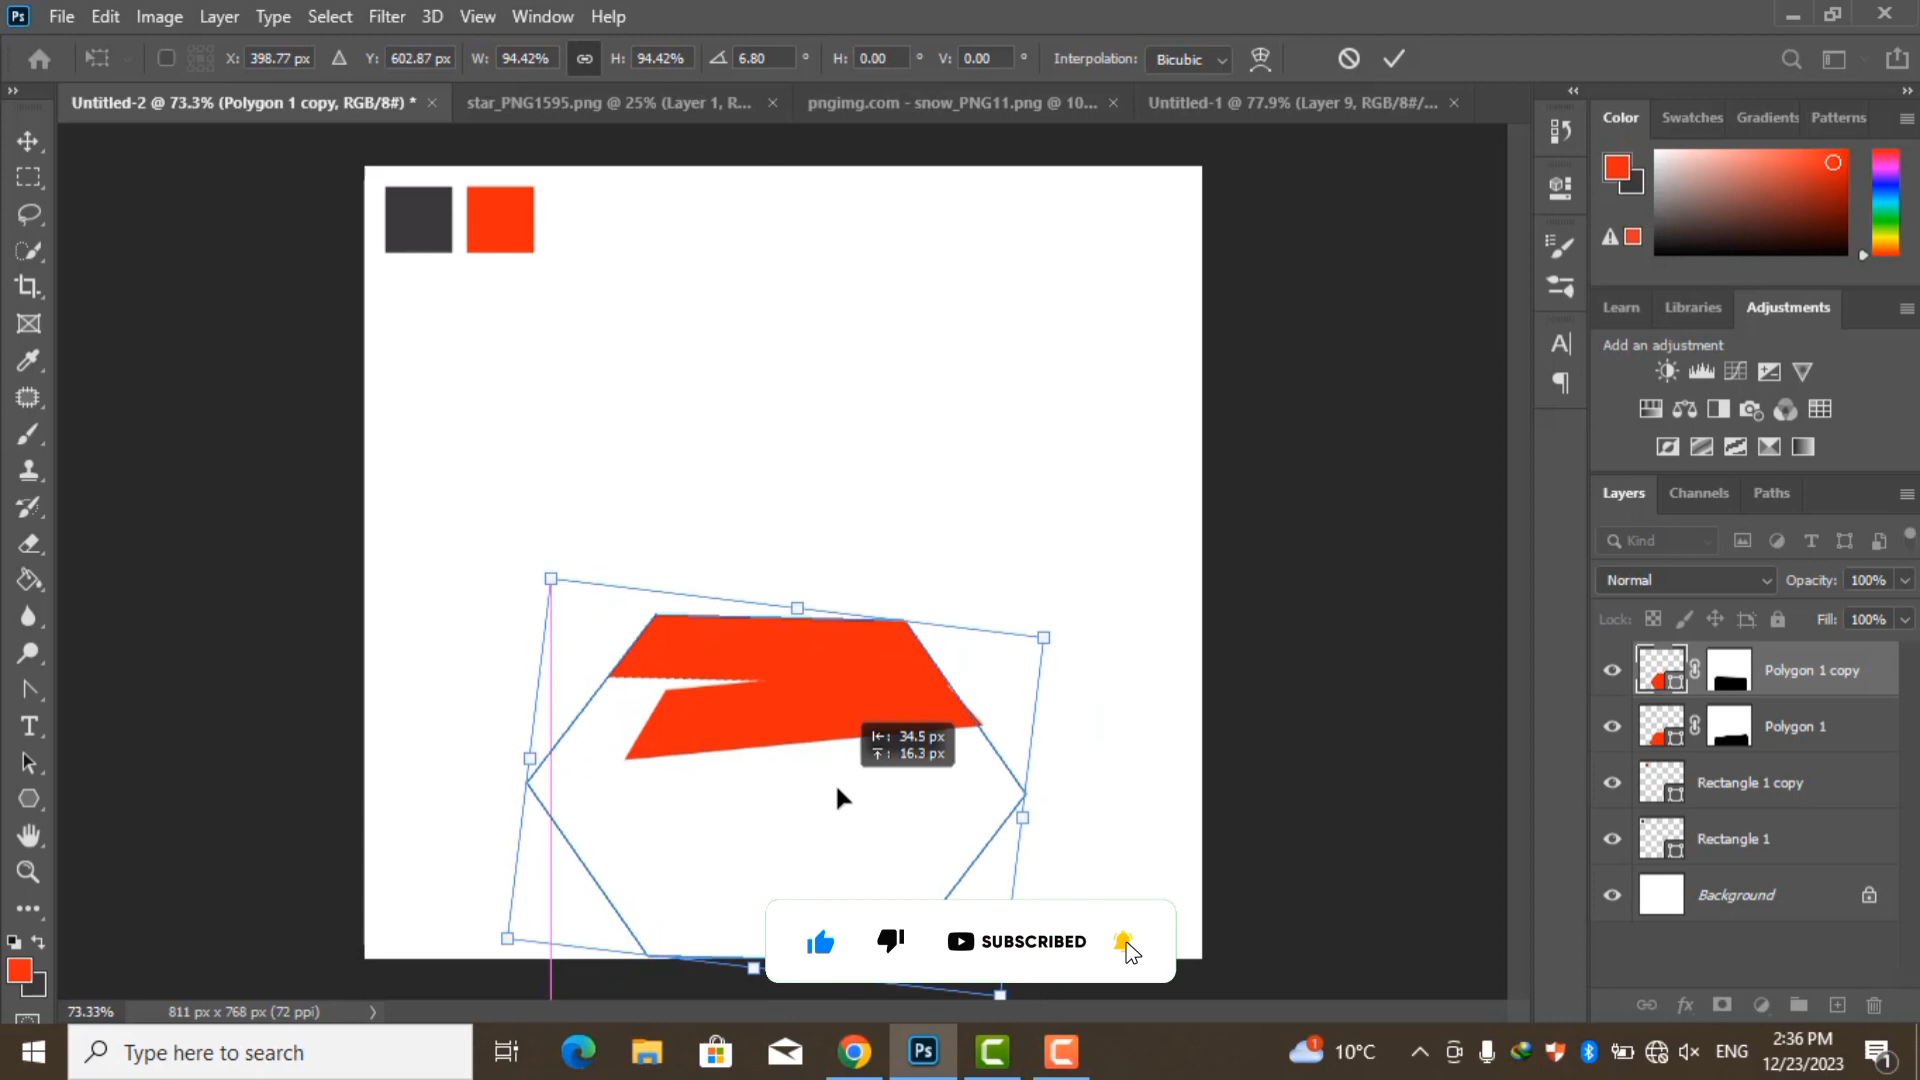 Ps File Edit Image Layer Type Select Filter 3D View Window Help
X: 398.77 px Y: 602.87 px W: 94.42% H: 94.42% 6.80 ° H: 0.00 ° V: 0.00 ° Interpolation: Bicubic
Untitled-2 @ 73.3% (Polygon 1 copy, RGB/8#) * star_PNG1595.png @ 25% (Layer 1, R... pngimg.com - snow_PNG11.png @ 10... Untitled-1 @ 77.9% (Layer 9, RGB/8#/...
Color Swatches Gradients Patterns
Learn Libraries Adjustments
Add an adjustment
Layers Channels Paths
Kind
Normal Opacity: 100%
Lock: Fill: 100%
Polygon 1 copy
Polygon 1
Rectangle 1 copy
Rectangle 1
Background
34.5 px
16.3 px
SUBSCRIBED
73.33% 811 px x 768 px (72 ppi)
Type here to search
Ps
10°C
ENG
2:36 PM
12/23/2023
1